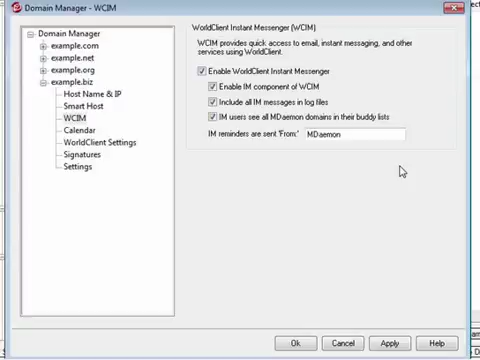 Domain Manager - WCIM
Domain Manager
example.com
example.net
example.org
example.biz
Host Name & IP
Smart Host
WCIM
Calendar
WorldClient Settings
Signatures
Settings
WorldClient Instant Messenger (WCIM)
WCIM provides quick access to email, instant messaging, and other
services using WorldClient.
Enable WorldClient Instant Messenger
Enable IM component of WCIM
Include all IM messages in log files
IM users see all MDaemon domains in their buddy lists
IM reminders are sent 'From:'
MDaemon
Ok
Cancel
Apply
Help